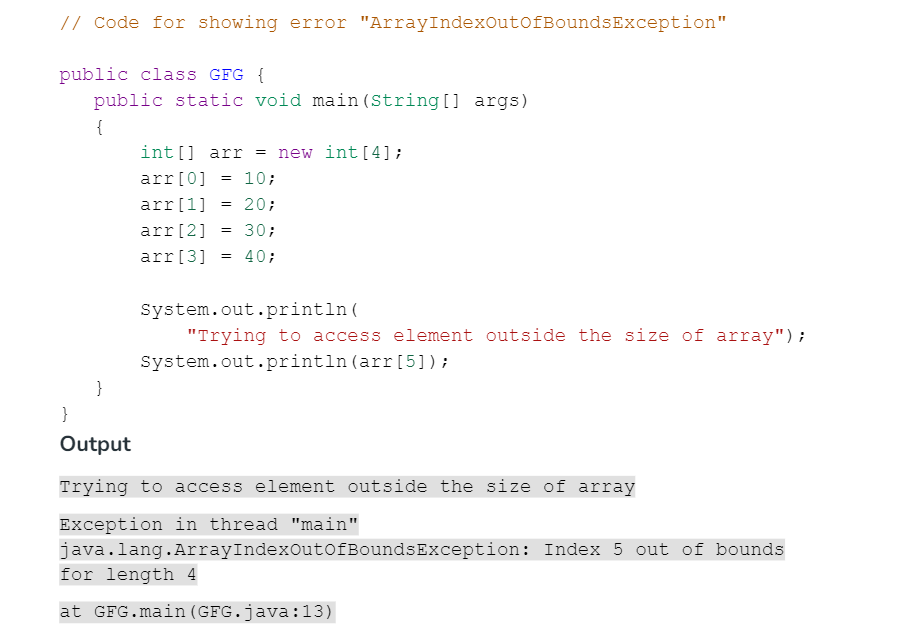 // Code for showing error "ArrayIndexOutOfBoundsException"
public class GFG {
public static void main(String[] args)
{
int[] arr = new int[4];
arr[0] = 10;
arr[1] = 20;
arr[2] = 30;
arr[3] = 40;
System.out.println(
"Trying to access element outside the size of array");
System.out.println(arr[5]);
}
}
Output
Trying to access element outside the size of array
Exception in thread "main"
java.lang.ArrayIndexOutOfBoundsException: Index 5 out of bounds
for length 4
at GFG.main(GFG.java:13)